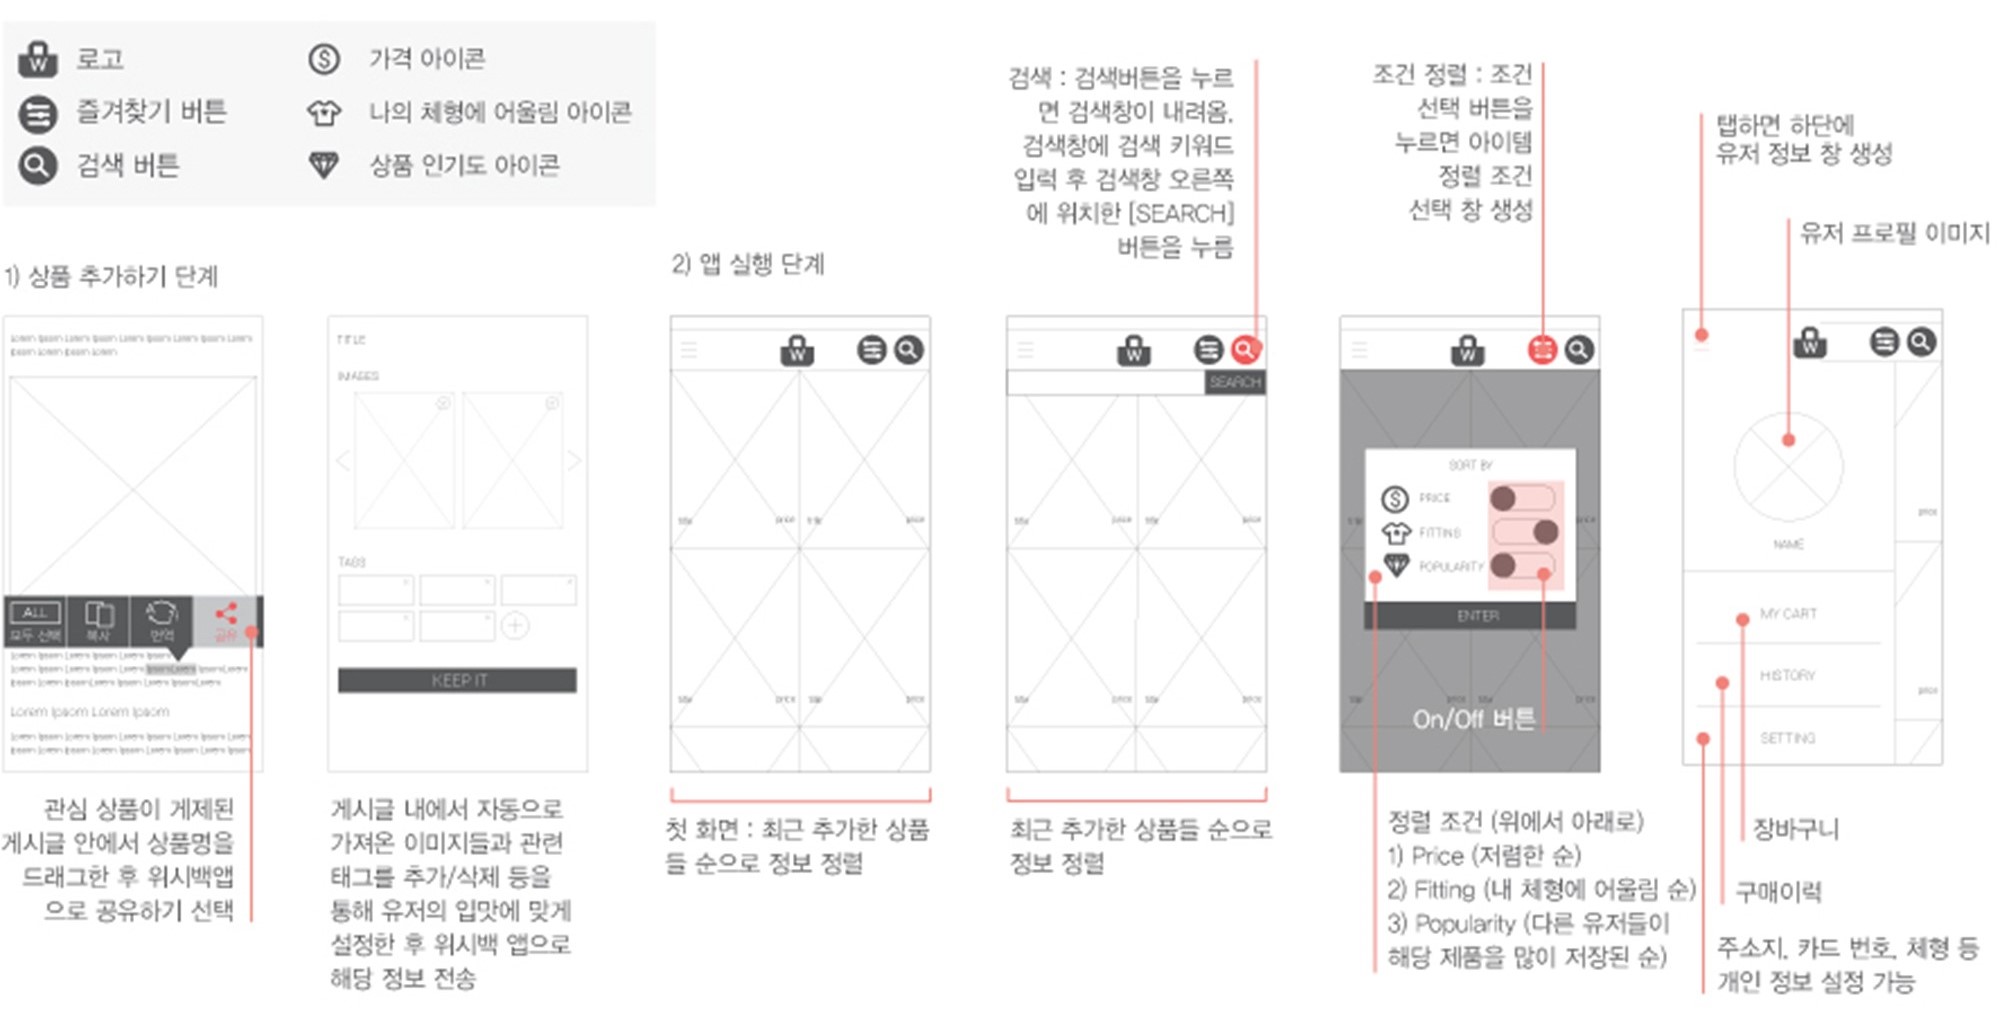 로고
즐겨찾기 버튼
검색 버튼
가격 아이콘
나의 체형에 어울림 아이콘
상품 인기도 아이콘
1) 상품 추가하기 단계
Lorem Ipsom Lorem Ipsom
ALL
모두 선택
복사
번역
공유
관심 상품이 게제된
게시글 안에서 상품명을
드래그한 후 위시백앱
으로 공유하기 선택
TITLE
IMAGES
TAGS
KEEP IT
게시글 내에서 자동으로
가져온 이미지들과 관련
태그를 추가/삭제 등을
통해 유저의 입맛에 맞게
설정한 후 위시백 앱으로
해당 정보 전송
2) 앱 실행 단계
W
title
price
title
price
title
price
title
price
첫 화면 : 최근 추가한 상품
들 순으로 정보 정렬
검색 : 검색버튼을 누르
면 검색창이 내려옴.
검색창에 검색 키워드
입력 후 검색창 오른쪽
에 위치한 [SEARCH]
버튼을 누름
W
SEARCH
title
price
title
price
title
price
title
price
최근 추가한 상품들 순으로
정보 정렬
조건 정렬 : 조건
선택 버튼을
누르면 아이템
정렬 조건
선택 창 생성
W
SORT BY
PRICE
FITTING
POPULARITY
ENTER
On/Off 버튼
정렬 조건 (위에서 아래로)
1) Price (저렴한 순)
2) Fitting (내 체형에 어울림 순)
3) Popularity (다른 유저들이
해당 제품을 많이 저장된 순)
탭하면 하단에
유저 정보 창 생성
유저 프로필 이미지
W
NAME
price
MY CART
HISTORY
price
SETTING
장바구니
구매이력
주소지, 카드 번호, 체형 등
개인 정보 설정 가능